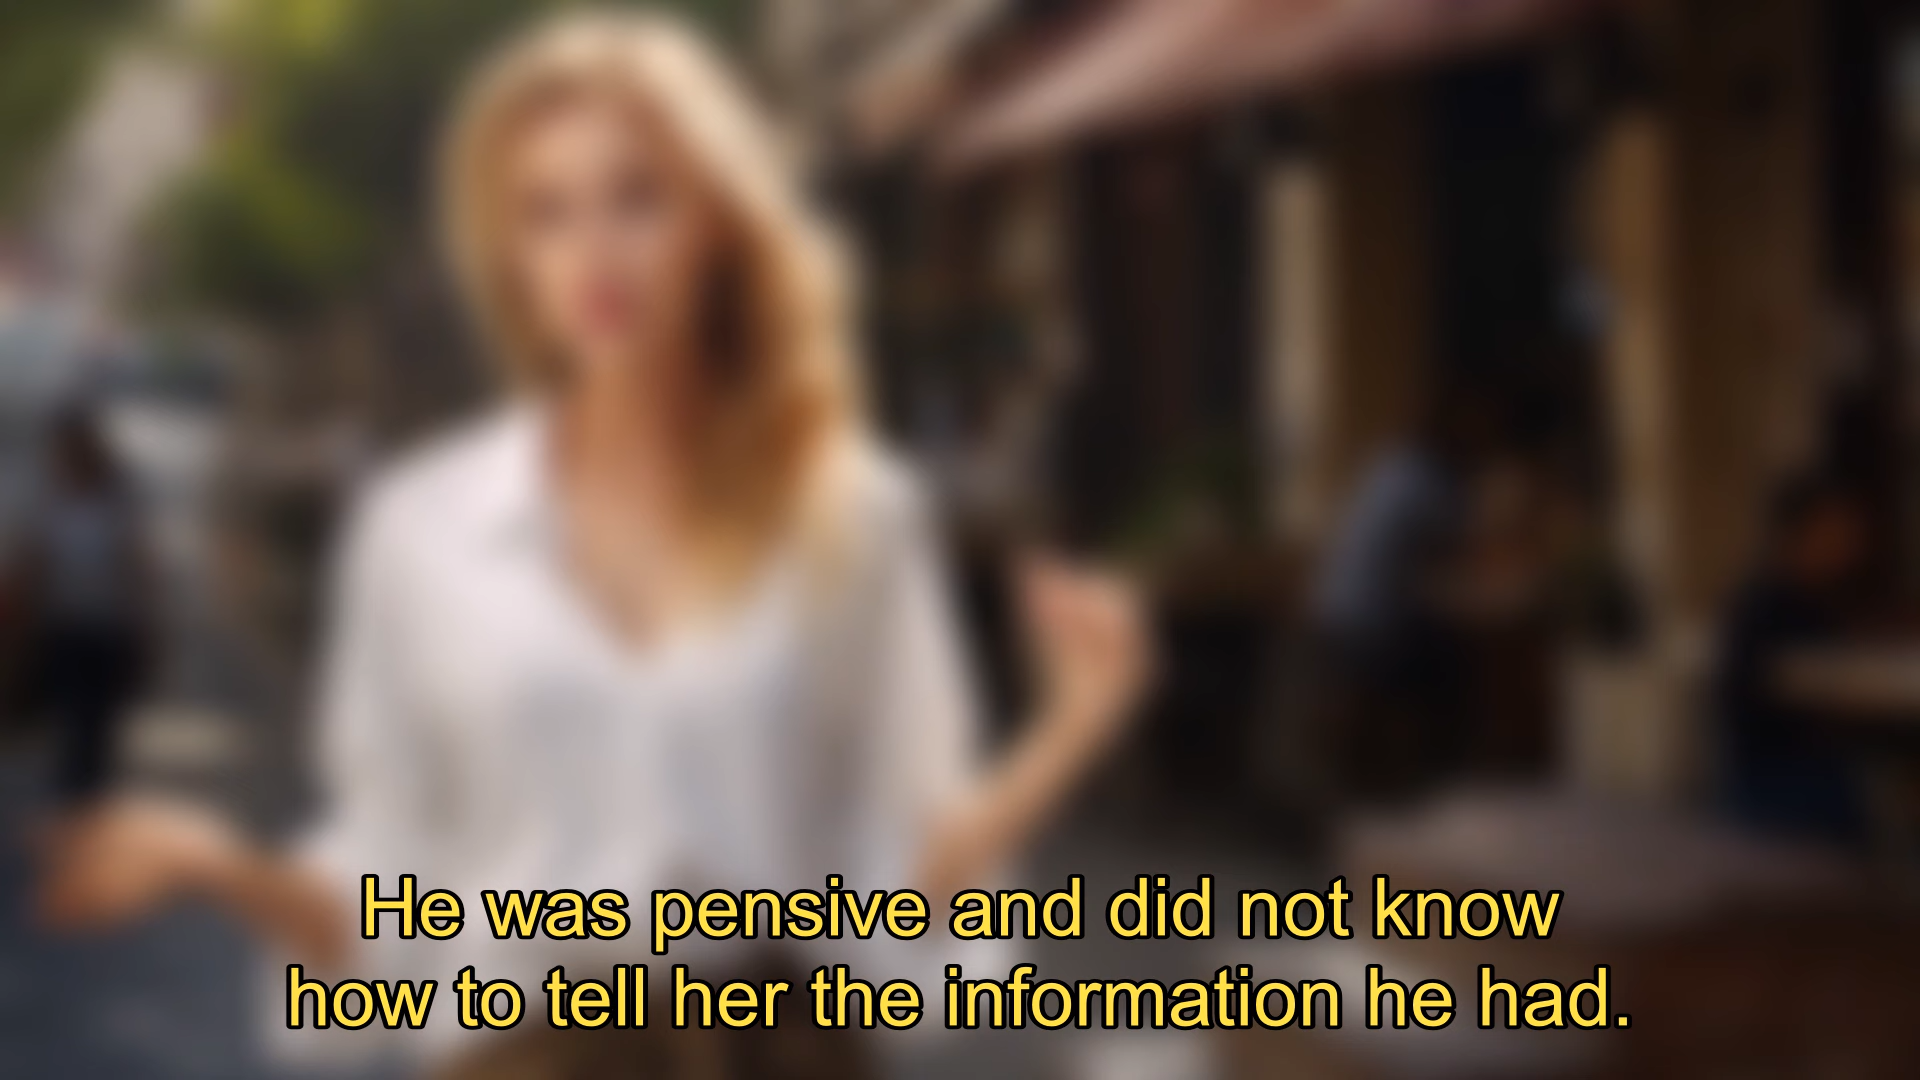 He was pensive and did not know
how to tell her the information he had.